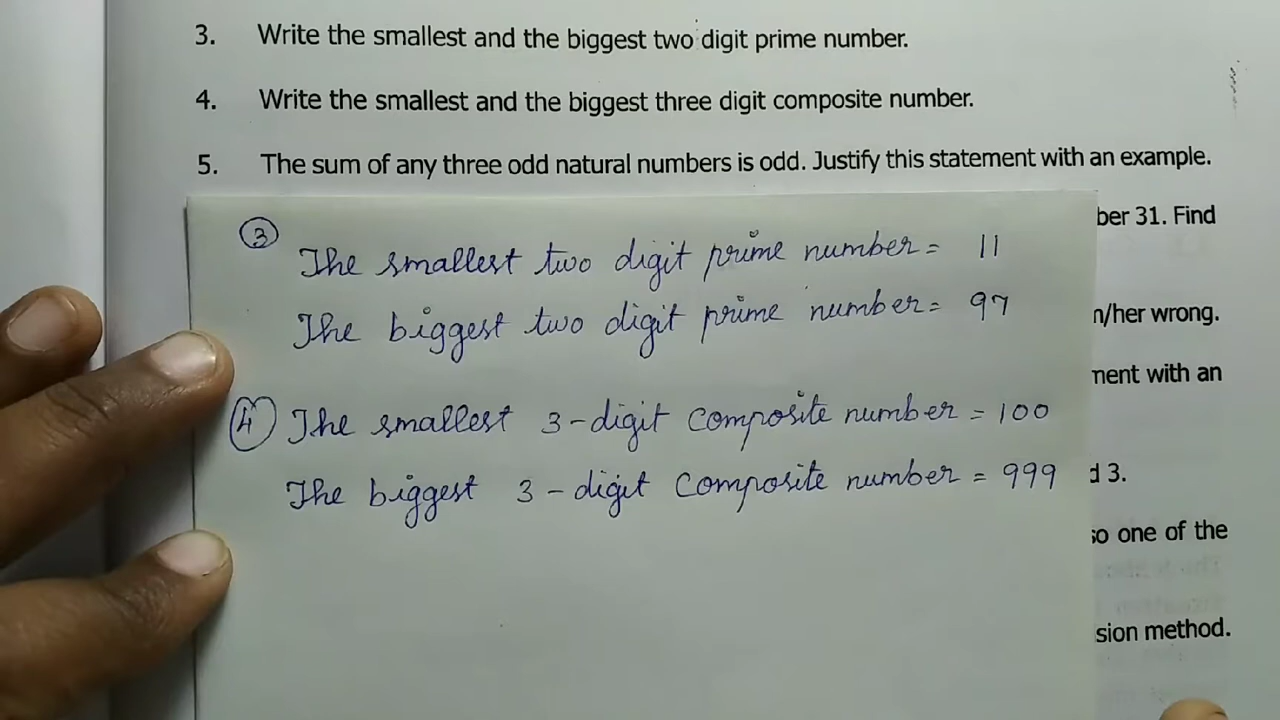 3. Write the smallest and the biggest two digit prime number.
4. Write the smallest and the biggest three digit composite number.
5. The sum of any three odd natural numbers is odd. Justify this statement with an example.
ber 31. Find
③ The smallest two digit prime number = 11
The biggest two digit prime number = 97
n/her wrong.
ment with an
④ The smallest 3-digit composite number = 100
The biggest 3-digit composite number = 999
d 3.
so one of the
sion method.